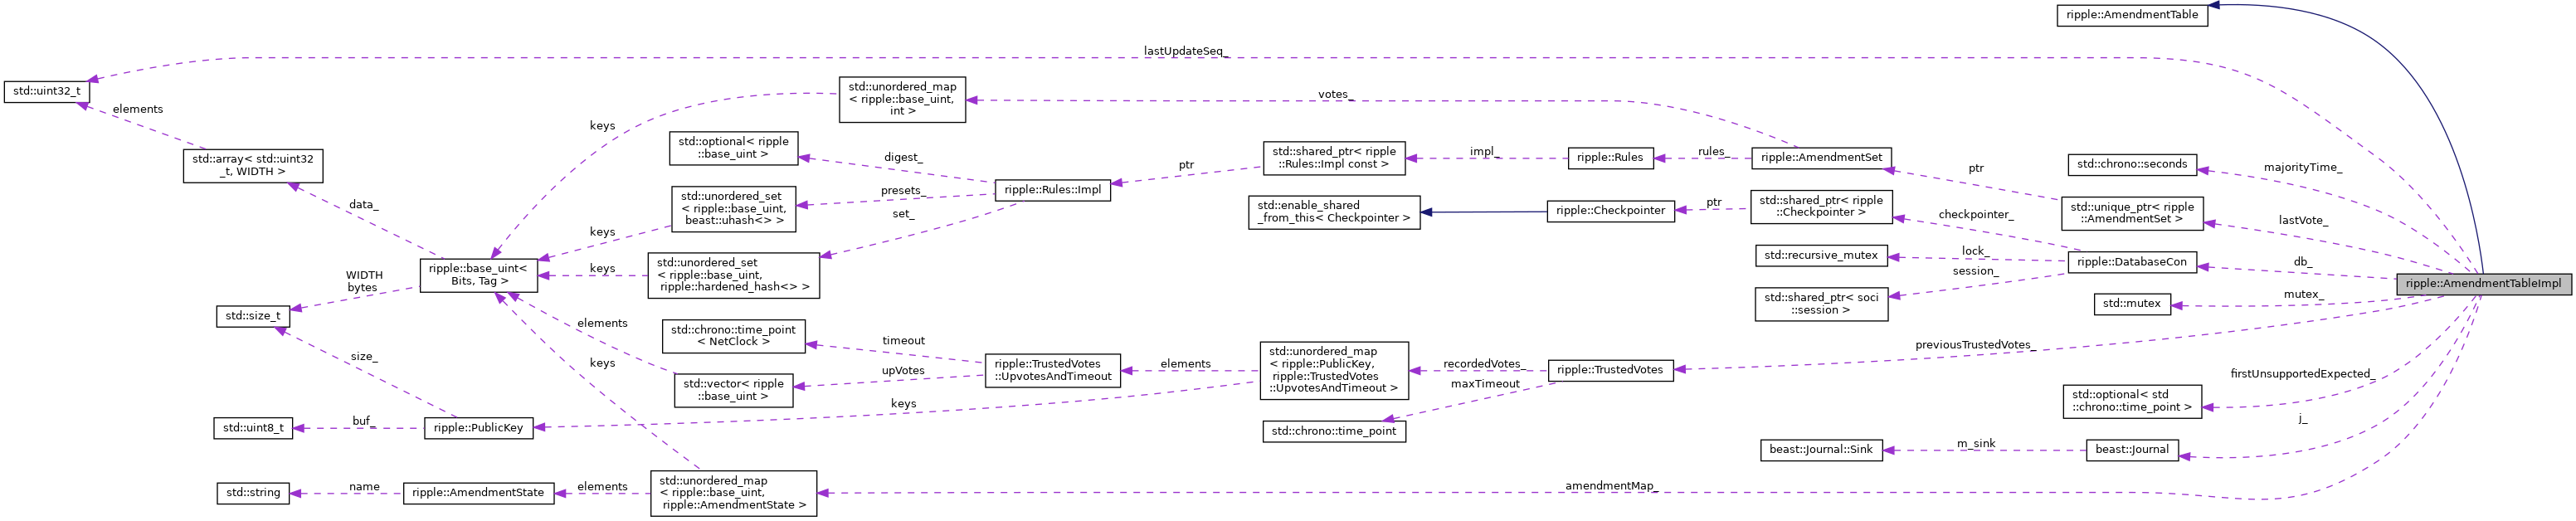 ripple::AmendmentTable
lastUpdateSeq_
std::uint32_t
elements
std::unordered_map
< ripple::base_uint,
int >
votes_
keys
std::array< std::uint32
_t, WIDTH >
std::optional< ripple
::base_uint >
digest_
ptr
std::shared_ptr< ripple
::Rules::Impl const >
impl_
ripple::Rules
rules_
ripple::AmendmentSet
ptr
std::chrono::seconds
majorityTime_
data_
std::unordered_set
< ripple::base_uint,
beast::uhash<> >
presets_
set_
ripple::Rules::Impl
std::enable_shared
_from_this< Checkpointer >
ripple::Checkpointer
ptr
std::shared_ptr< ripple
::Checkpointer >
checkpointer_
std::unique_ptr< ripple
::AmendmentSet >
lastVote_
keys
ripple::base_uint<
Bits, Tag >
keys
std::unordered_set
< ripple::base_uint,
ripple::hardened_hash<> >
std::recursive_mutex
lock_
session_
ripple::DatabaseCon
db_
ripple::AmendmentTableImpl
WIDTH
bytes
std::size_t
std::shared_ptr< soci
::session >
std::mutex
mutex_
elements
std::chrono::time_point
< NetClock >
timeout
size_
keys
std::vector< ripple
::base_uint >
upVotes
ripple::TrustedVotes
::UpvotesAndTimeout
elements
std::unordered_map
< ripple::PublicKey,
ripple::TrustedVotes
::UpvotesAndTimeout >
recordedVotes_
maxTimeout
ripple::TrustedVotes
previousTrustedVotes_
firstUnsupportedExpected_
std::optional< std
::chrono::time_point >
keys
std::uint8_t
buf_
ripple::PublicKey
std::chrono::time_point
j_
beast::Journal::Sink
m_sink
beast::Journal
std::string
name
ripple::AmendmentState
elements
std::unordered_map
< ripple::base_uint,
ripple::AmendmentState >
amendmentMap_